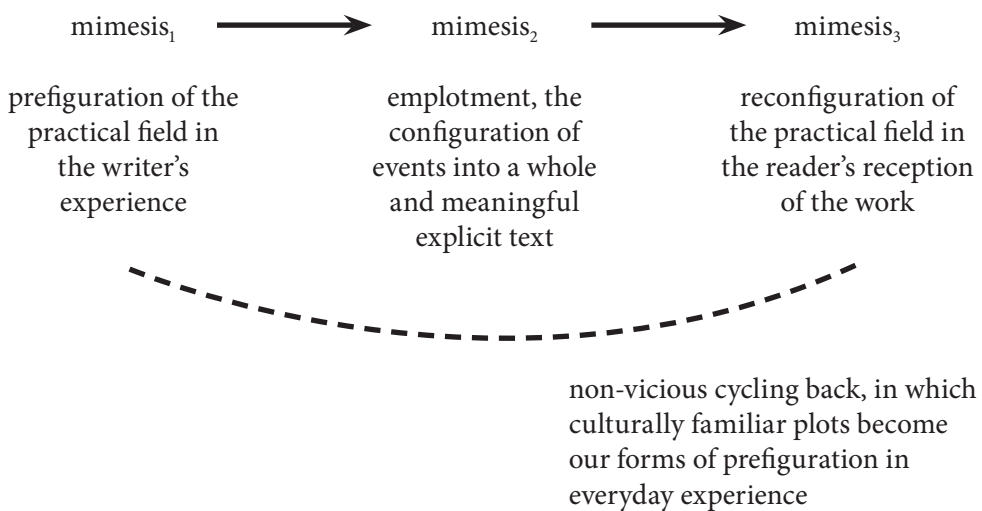 mimesis₁
mimesis₂
mimesis₃
prefiguration of the
practical field in
the writer’s
experience
emplotment, the
configuration of
events into a whole
and meaningful
explicit text
reconfiguration of
the practical field in
the reader’s reception
of the work
non-vicious cycling back, in which
culturally familiar plots become
our forms of prefiguration in
everyday experience